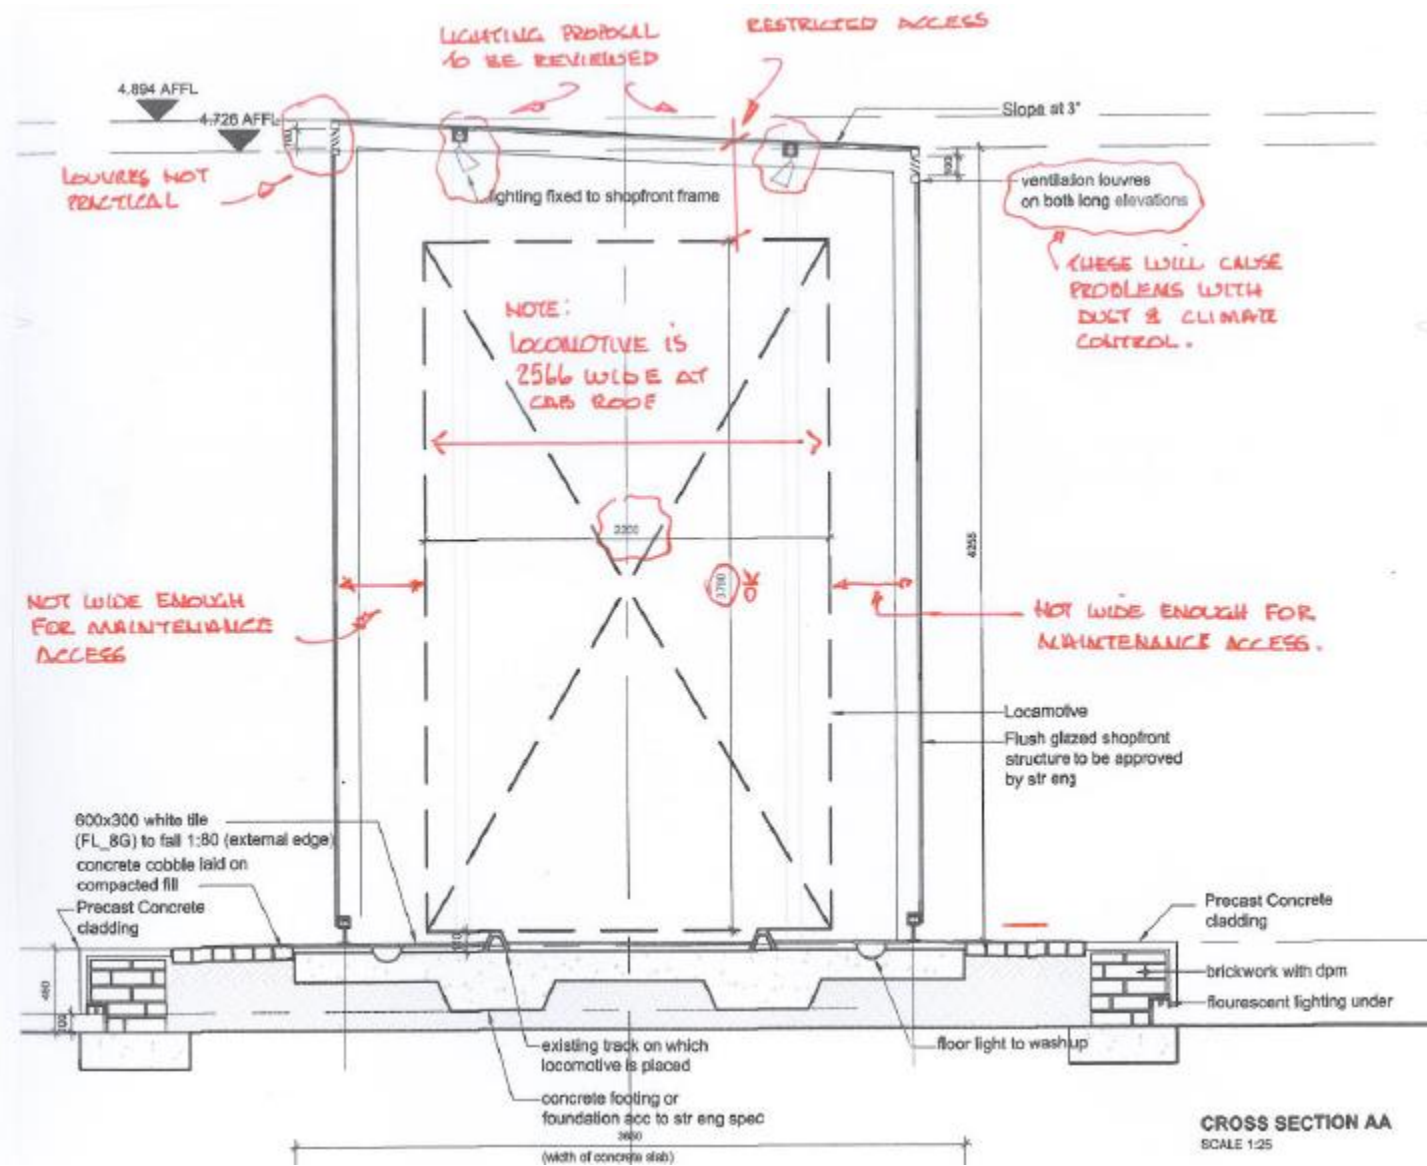 LIGHTING PROPOSAL
TO BE REVIEWED
RESTRICTED ACCESS
4.894 AFFL
4.726 AFFL
Slope at 3°
LOUVRES NOT
PRACTICAL
lighting fixed to shopfront frame
ventilation louvres
on both long elevations
THESE WILL CAUSE
PROBLEMS WITH
DUST & CLIMATE
CONTROL.
NOTE:
LOCOMOTIVE IS
2566 WIDE AT
CAB ROOF
2200
4255
3700
NOT WIDE ENOUGH
FOR MAINTENANCE
ACCESS
NOT WIDE ENOUGH FOR
MAINTENANCE ACCESS.
Locamotive
Flush glazed shopfront
structure to be approved
by str eng
600x300 white tile
(FL_8G) to fall 1:80 (external edge)
concrete cobble laid on
compacted fill
Precast Concrete
cladding
Precast Concrete
cladding
brickwork with dpm
flourescent lighting under
floor light to wash up
existing track on which
locomotive is placed
concrete footing or
foundation acc to str eng spec
(width of concrete slab)
CROSS SECTION AA
SCALE 1:25